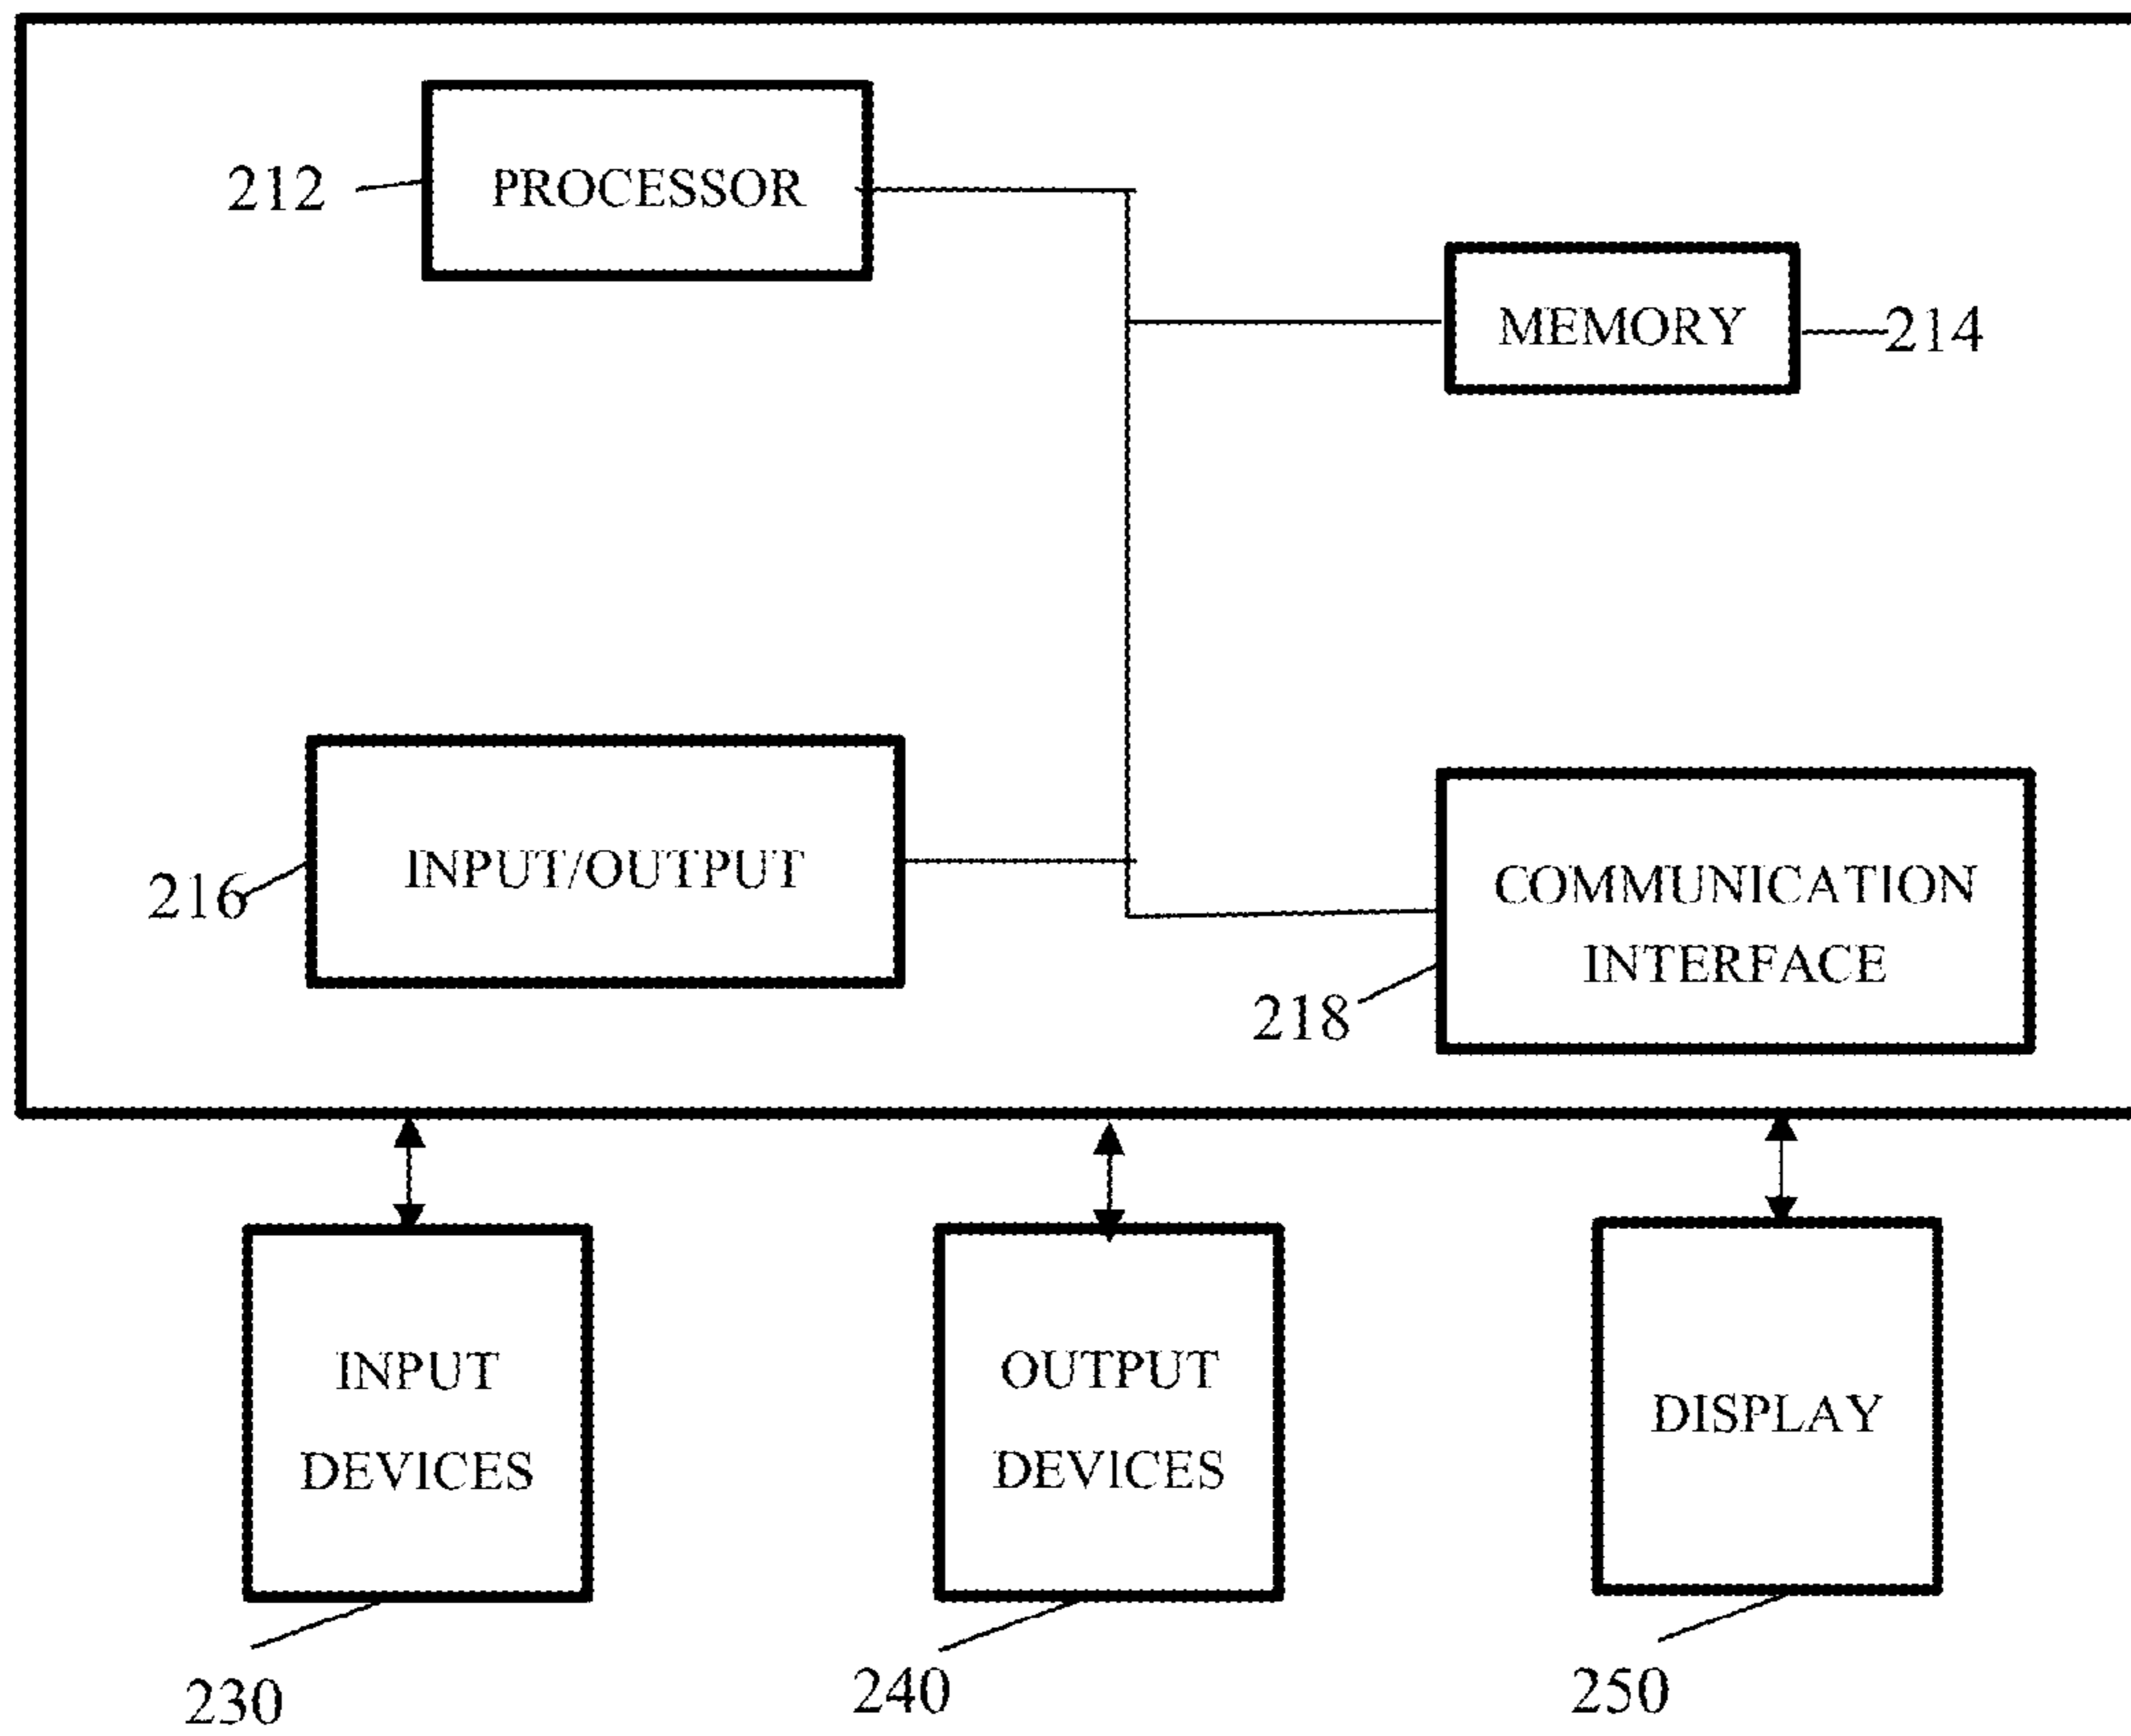 212
PROCESSOR
MEMORY
214
216
INPUT/OUTPUT
COMMUNICATION
INTERFACE
218
INPUT
DEVICES
OUTPUT
DEVICES
DISPLAY
230
240
250